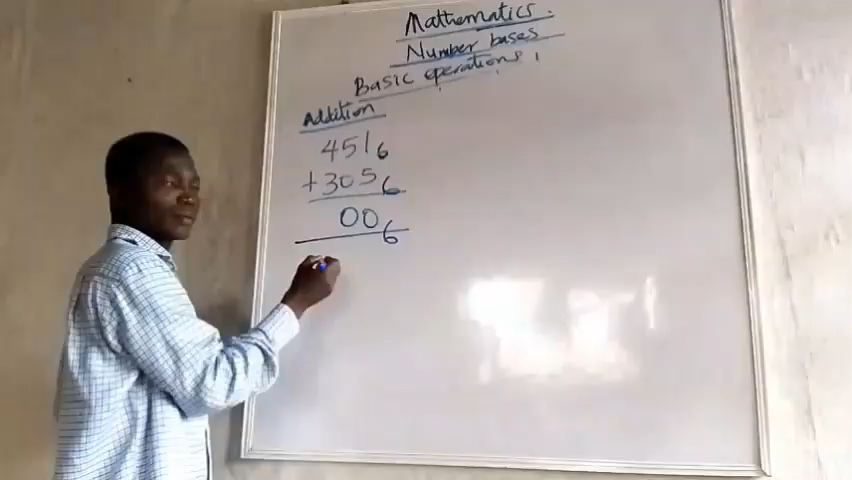 Mathematics.
Number bases
Basic operations.
Addition
451₆
+305₆
00₆